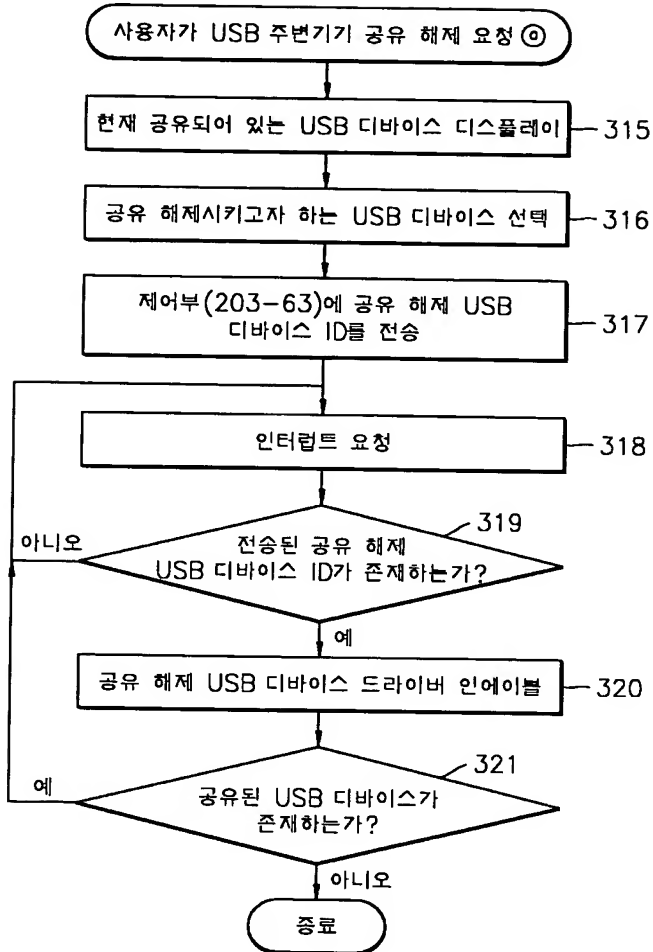 사용자가 USB 주변기기 공유 해제 요청 ⓐ
현재 공유되어 있는 USB 디바이스 디스플레이
315
공유 해제시키고자 하는 USB 디바이스 선택
316
제어부(203-63)에 공유 해제 USB
디바이스 ID를 전송
317
인터럽트 요청
318
319
아니오
전송된 공유 해제
USB 디바이스 ID가 존재하는가?
예
공유 해제 USB 디바이스 드라이버 인에이블
320
321
예
공유된 USB 디바이스가
존재하는가?
아니오
종료